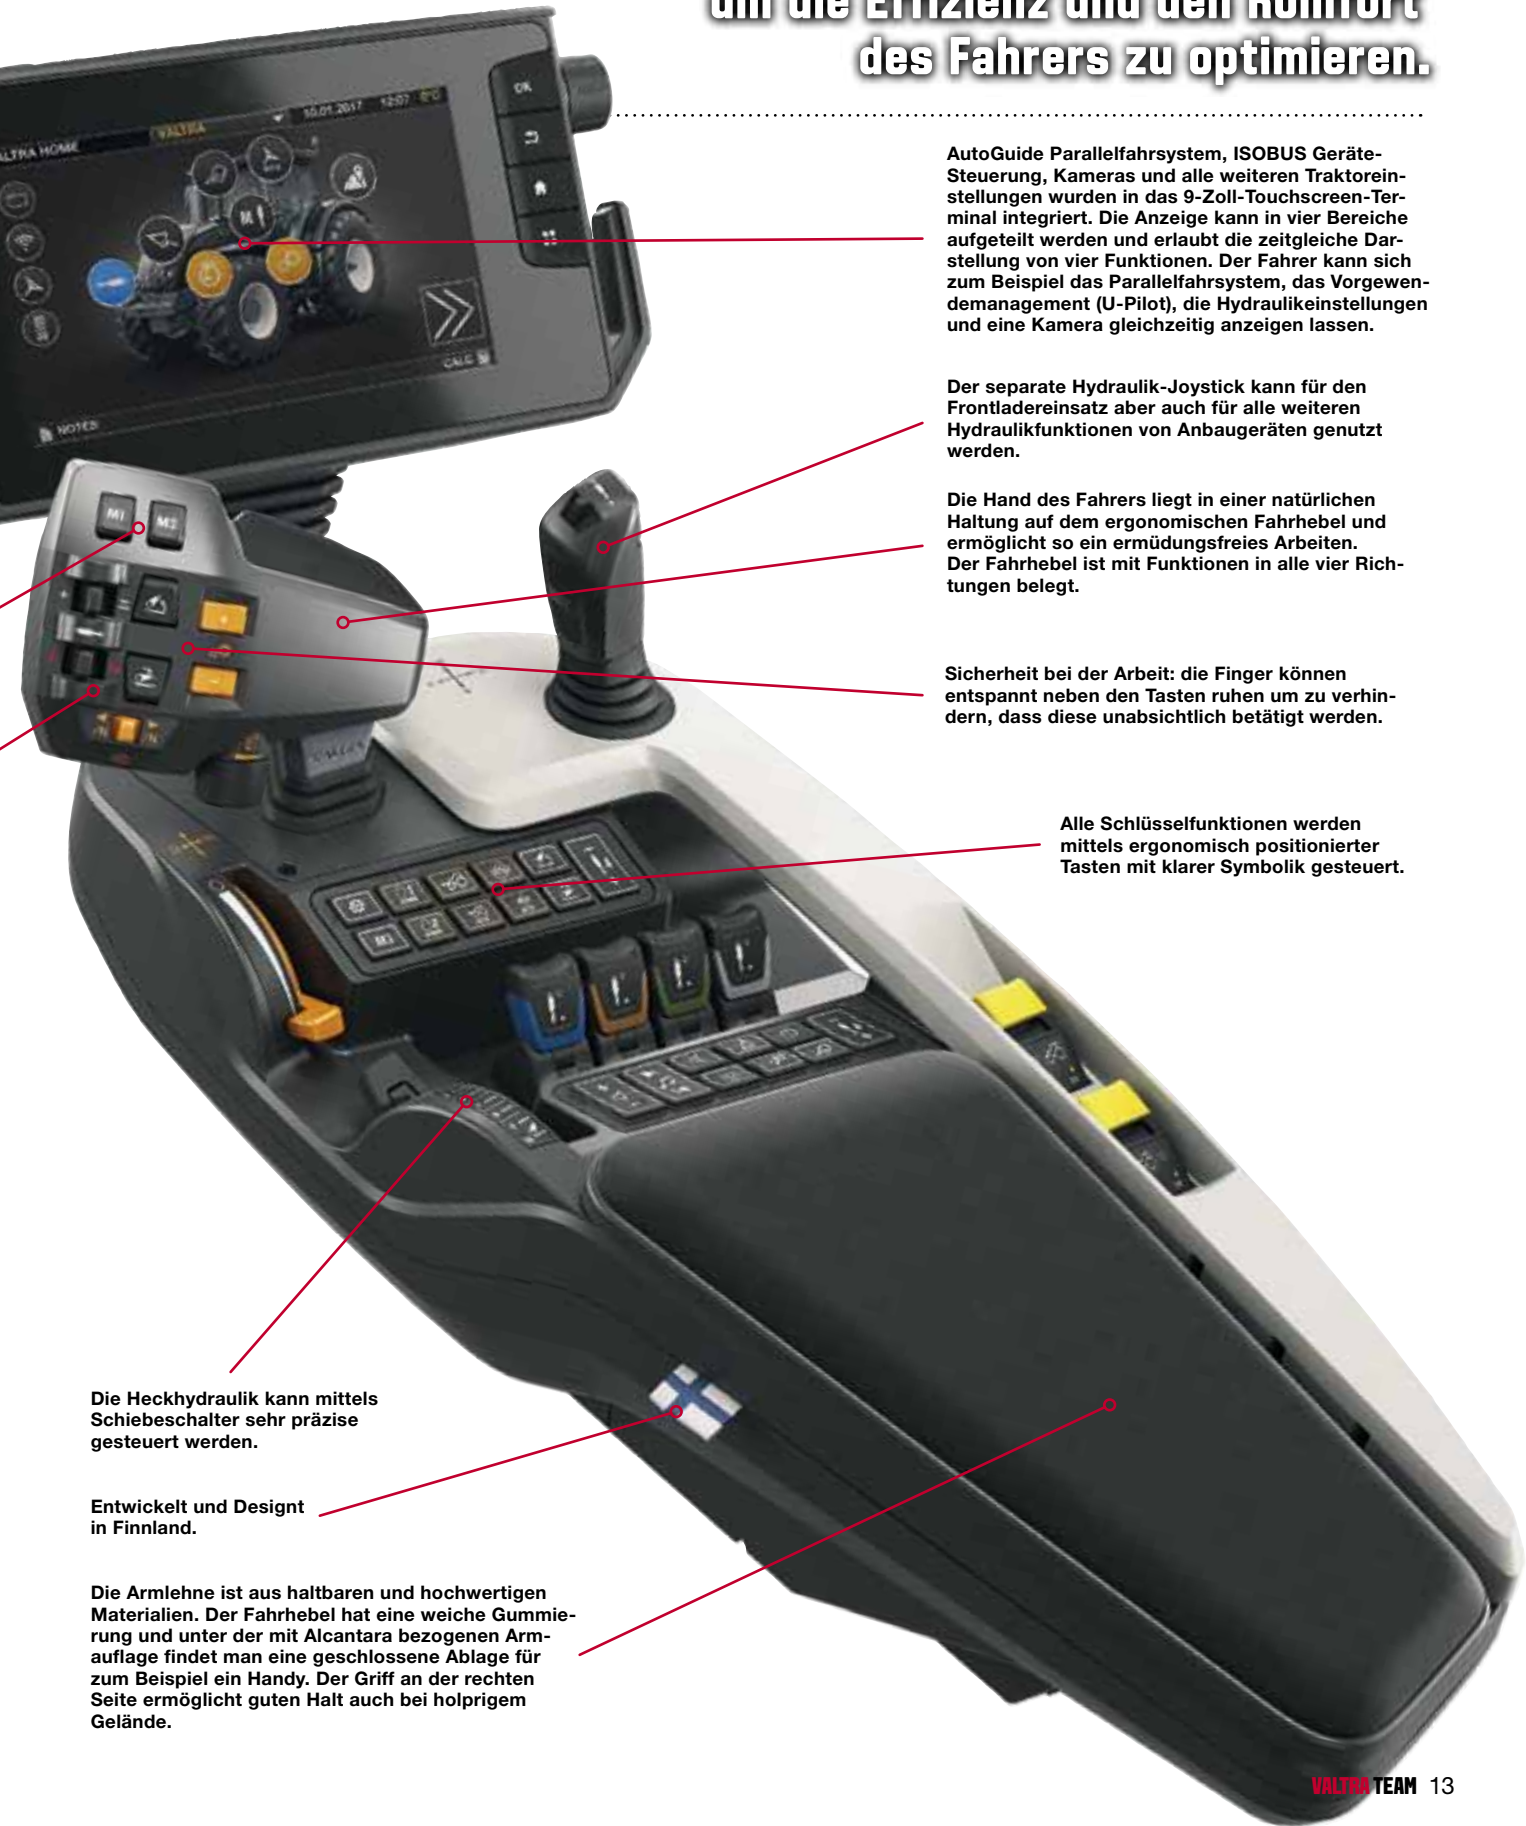 um die Effizienz und den Komfort
des Fahrers zu optimieren.
OK
VALTRA
10.01.2017 12:07
ALTRA HOME
M
CALC
NOTES
AutoGuide Parallelfahrsystem, ISOBUS Geräte-
Steuerung, Kameras und alle weiteren Traktorein-
stellungen wurden in das 9-Zoll-Touchscreen-Ter-
minal integriert. Die Anzeige kann in vier Bereiche
aufgeteilt werden und erlaubt die zeitgleiche Dar-
stellung von vier Funktionen. Der Fahrer kann sich
zum Beispiel das Parallelfahrsystem, das Vorgewen-
demanagement (U-Pilot), die Hydraulikeinstellungen
und eine Kamera gleichzeitig anzeigen lassen.
Der separate Hydraulik-Joystick kann für den
Frontladereinsatz aber auch für alle weiteren
Hydraulikfunktionen von Anbaugeräten genutzt
werden.
M1 M2
Die Hand des Fahrers liegt in einer natürlichen
Haltung auf dem ergonomischen Fahrhebel und
ermöglicht so ein ermüdungsfreies Arbeiten.
Der Fahrhebel ist mit Funktionen in alle vier Rich-
tungen belegt.
Sicherheit bei der Arbeit: die Finger können
entspannt neben den Tasten ruhen um zu verhin-
dern, dass diese unabsichtlich betätigt werden.
N N
Alle Schlüsselfunktionen werden
mittels ergonomisch positionierter
Tasten mit klarer Symbolik gesteuert.
Die Heckhydraulik kann mittels
Schiebeschalter sehr präzise
gesteuert werden.
Entwickelt und Designt
in Finnland.
Die Armlehne ist aus haltbaren und hochwertigen
Materialien. Der Fahrhebel hat eine weiche Gummie-
rung und unter der mit Alcantara bezogenen Arm-
auflage findet man eine geschlossene Ablage für
zum Beispiel ein Handy. Der Griff an der rechten
Seite ermöglicht guten Halt auch bei holprigem
Gelände.
VALTRA TEAM 13